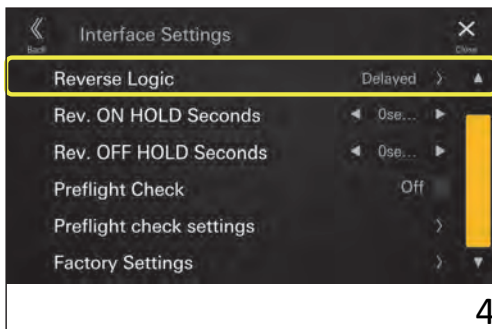 Interface Settings
Back
Close
Reverse Logic Delayed
Rev. ON HOLD Seconds 0se...
Rev. OFF HOLD Seconds 0se...
Preflight Check Off
Preflight check settings
Factory Settings
4